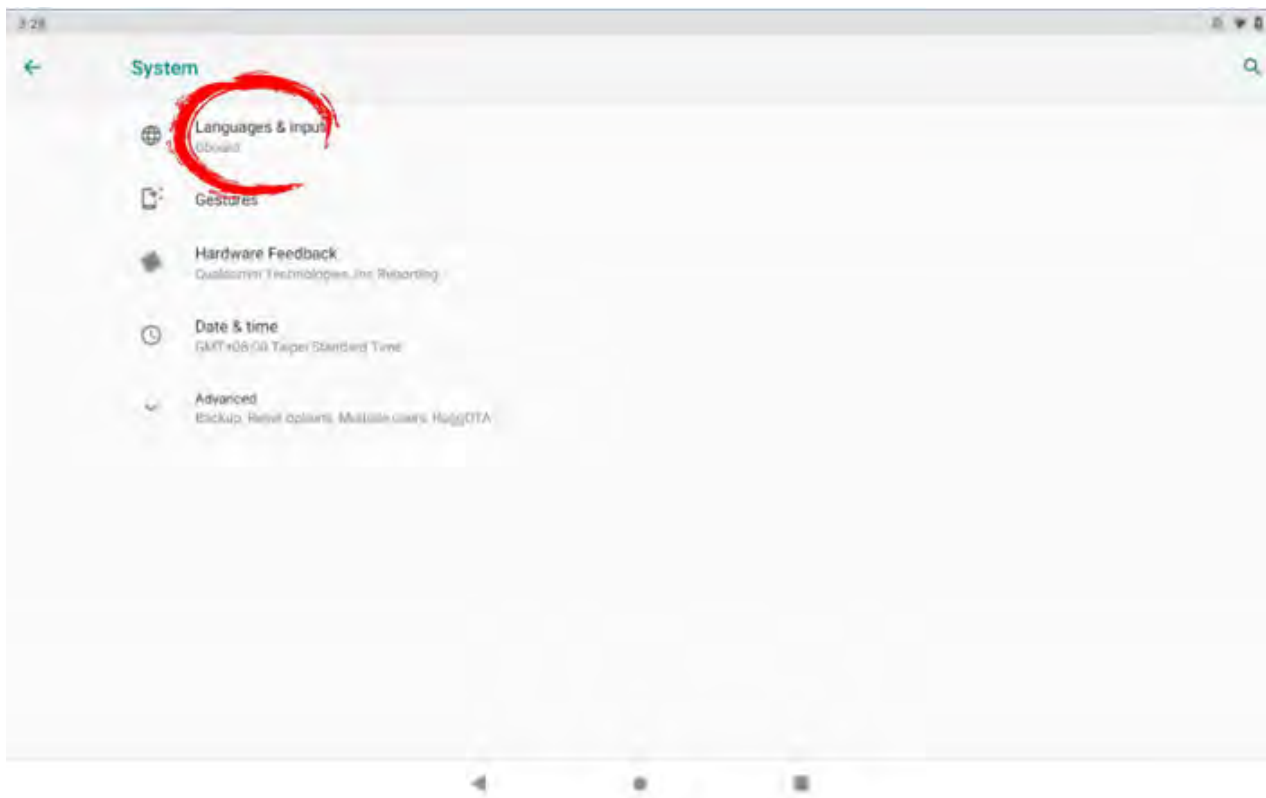 3:28
System
Languages & input
Gboard
Gestures
Hardware Feedback
Qualcomm Technologies, Inc. Reporting
Date & time
GMT+08:00 Taipei Standard Time
Advanced
Backup, Reset options, Multiple users, HuggOTA